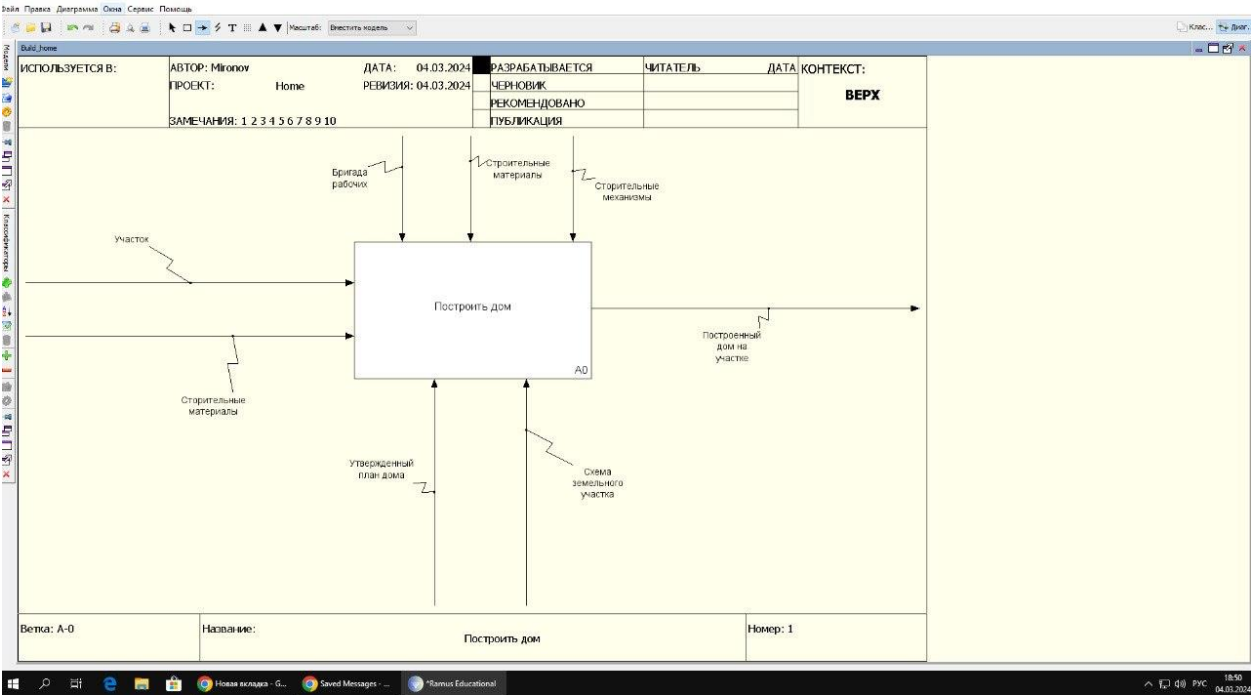 Файл Правка Диаграмма Окна Сервис Помощь
Масштаб: Вместить модель
Клас... Диаг.
Модели
Классификаторы
Build_home
ИСПОЛЬЗУЕТСЯ В:
АВТОР: Mironov
ДАТА: 04.03.2024
РАЗРАБАТЫВАЕТСЯ
ЧИТАТЕЛЬ
ДАТА
КОНТЕКСТ:
ПРОЕКТ: Home
РЕВИЗИЯ: 04.03.2024
ЧЕРНОВИК
ВЕРХ
РЕКОМЕНДОВАНО
ЗАМЕЧАНИЯ: 1 2 3 4 5 6 7 8 9 10
ПУБЛИКАЦИЯ
Бригада
рабочих
Строительные
материалы
Сторительные
механизмы
Участок
Построить дом
A0
Построенный
дом на
участке
Сторительные
материалы
Утвержденный
план дома
Схема
земельного
участка
Ветка: A-0
Название:
Построить дом
Номер: 1
Новая вкладка - G...
Saved Messages - ...
*Ramus Educational
РУС
18:50
04.03.2024